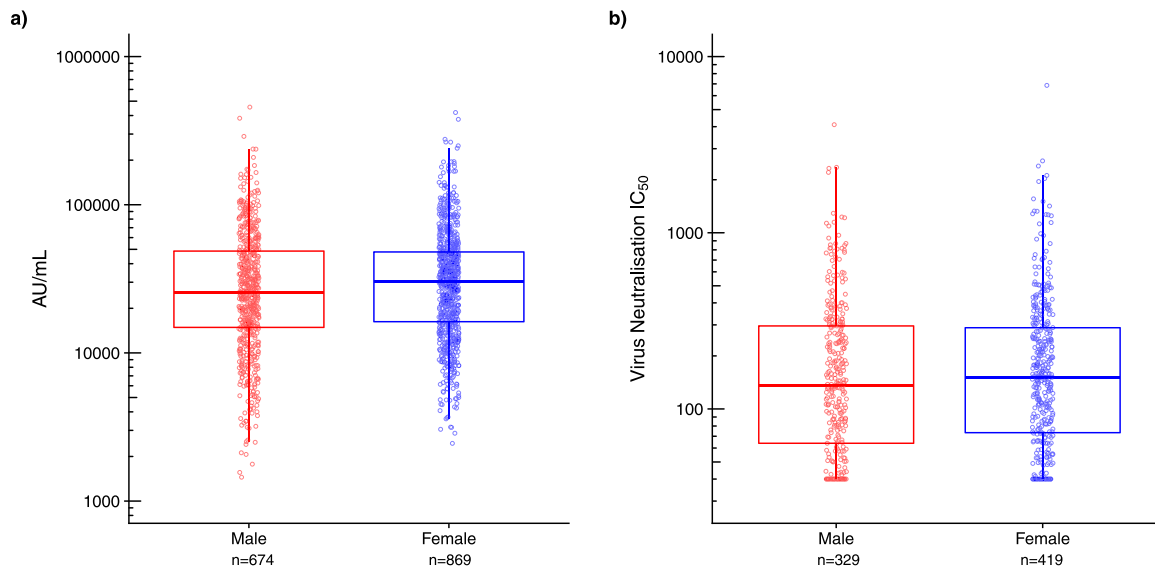 a)
1000000
100000
10000
1000
AU/mL
Male
Female
n=674
n=869
b)
10000
1000
100
Virus Neutralisation IC50
Male
Female
n=329
n=419